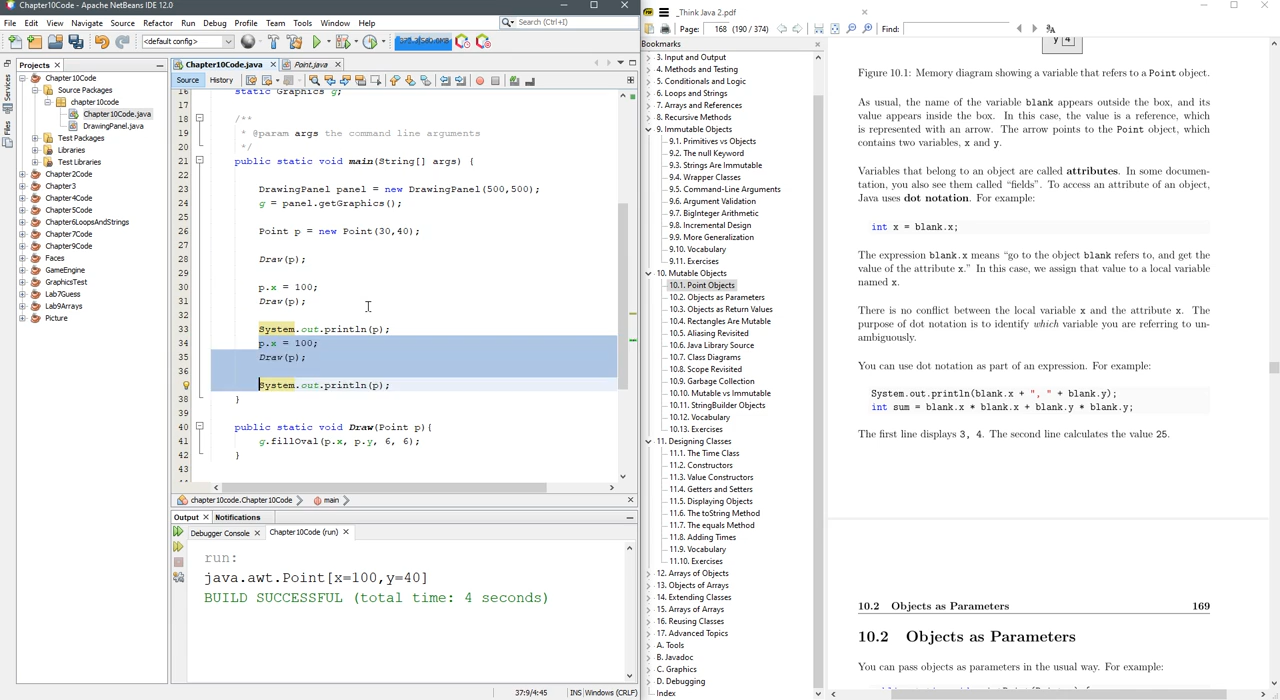 Chapter10Code - Apache NetBeans IDE 12.0
File Edit View Navigate Source Refactor Run Debug Profile Team Tools Window Help
Search (Ctrl+I)
<default config>
Projects
Chapter10Code
Source Packages
chapter10code
Chapter10Code.java
DrawingPanel.java
Test Packages
Libraries
Test Libraries
Chapter2Code
Chapter3
Chapter4Code
Chapter5Code
Chapter6LoopsAndStrings
Chapter7Code
Chapter9Code
Faces
GameEngine
GraphicsTest
Lab7Guess
Lab9Arrays
Picture
Projects
Services
Files
Chapter10Code.java
Point.java
Source History
16 static Graphics g;
17
18 /**
19 * @param args the command line arguments
20 */
21 public static void main(String[] args) {
22
23 DrawingPanel panel = new DrawingPanel(500,500);
24 g = panel.getGraphics();
25
26 Point p = new Point(30,40);
27
28 Draw(p);
29
30 p.x = 100;
31 Draw(p);
32
33 System.out.println(p);
34 p.x = 100;
35 Draw(p);
36
System.out.println(p);
38 }
39
40 public static void Draw(Point p){
41 g.fillOval(p.x, p.y, 6, 6);
42 }
43
chapter10code.Chapter10Code main
Output Notifications
Debugger Console Chapter10Code (run)
run:
java.awt.Point[x=100,y=40]
BUILD SUCCESSFUL (total time: 4 seconds)
37:9/4:45 INS Windows (CRLF)
_Think Java 2.pdf
Page: 168 (190 / 374) Find:
Bookmarks
3. Input and Output
4. Methods and Testing
5. Conditionals and Logic
6. Loops and Strings
7. Arrays and References
8. Recursive Methods
9. Immutable Objects
9.1. Primitives vs Objects
9.2. The null Keyword
9.3. Strings Are Immutable
9.4. Wrapper Classes
9.5. Command-Line Arguments
9.6. Argument Validation
9.7. BigInteger Arithmetic
9.8. Incremental Design
9.9. More Generalization
9.10. Vocabulary
9.11. Exercises
10. Mutable Objects
10.1. Point Objects
10.2. Objects as Parameters
10.3. Objects as Return Values
10.4. Rectangles Are Mutable
10.5. Aliasing Revisited
10.6. Java Library Source
10.7. Class Diagrams
10.8. Scope Revisited
10.9. Garbage Collection
10.10. Mutable vs Immutable
10.11. StringBuilder Objects
10.12. Vocabulary
10.13. Exercises
11. Designing Classes
11.1. The Time Class
11.2. Constructors
11.3. Value Constructors
11.4. Getters and Setters
11.5. Displaying Objects
11.6. The toString Method
11.7. The equals Method
11.8. Adding Times
11.9. Vocabulary
11.10. Exercises
12. Arrays of Objects
13. Objects of Arrays
14. Extending Classes
15. Arrays of Arrays
16. Reusing Classes
17. Advanced Topics
A. Tools
B. Javadoc
C. Graphics
D. Debugging
Index
y 4
Figure 10.1: Memory diagram showing a variable that refers to a Point object.
As usual, the name of the variable blank appears outside the box, and its
value appears inside the box. In this case, the value is a reference, which
is represented with an arrow. The arrow points to the Point object, which
contains two variables, x and y.
Variables that belong to an object are called attributes. In some documen-
tation, you also see them called “fields”. To access an attribute of an object,
Java uses dot notation. For example:
int x = blank.x;
The expression blank.x means “go to the object blank refers to, and get the
value of the attribute x.” In this case, we assign that value to a local variable
named x.
There is no conflict between the local variable x and the attribute x. The
purpose of dot notation is to identify which variable you are referring to un-
ambiguously.
You can use dot notation as part of an expression. For example:
System.out.println(blank.x + ", " + blank.y);
int sum = blank.x * blank.x + blank.y * blank.y;
The first line displays 3, 4. The second line calculates the value 25.
10.2 Objects as Parameters 169
10.2 Objects as Parameters
You can pass objects as parameters in the usual way. For example: